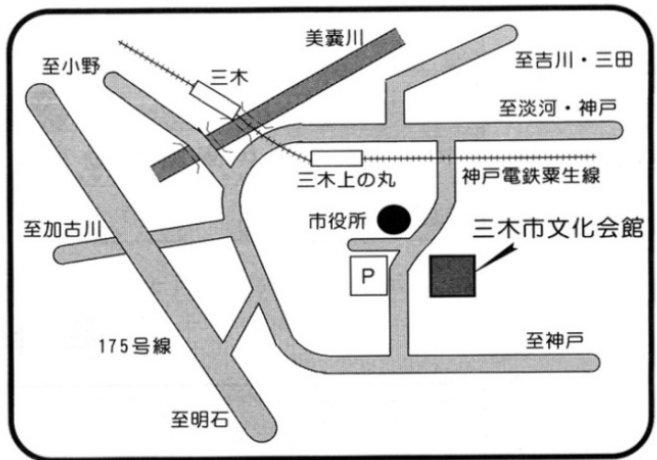 美嚢川
至小野
三木
至吉川・三田
至淡河・神戸
三木上の丸
神戸電鉄粟生線
市役所
三木市文化会館
至加古川
P
175号線
至神戸
至明石